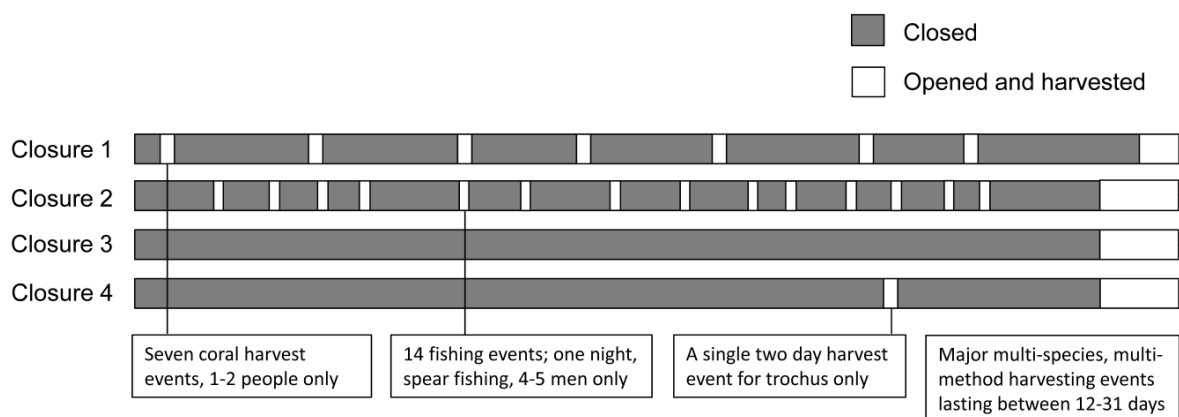 Closed
Opened and harvested
Closure 1
Closure 2
Closure 3
Closure 4
Seven coral harvest
events, 1-2 people only
14 fishing events; one night,
spear fishing, 4-5 men only
A single two day harvest
event for trochus only
Major multi-species, multi-
method harvesting events
lasting between 12-31 days